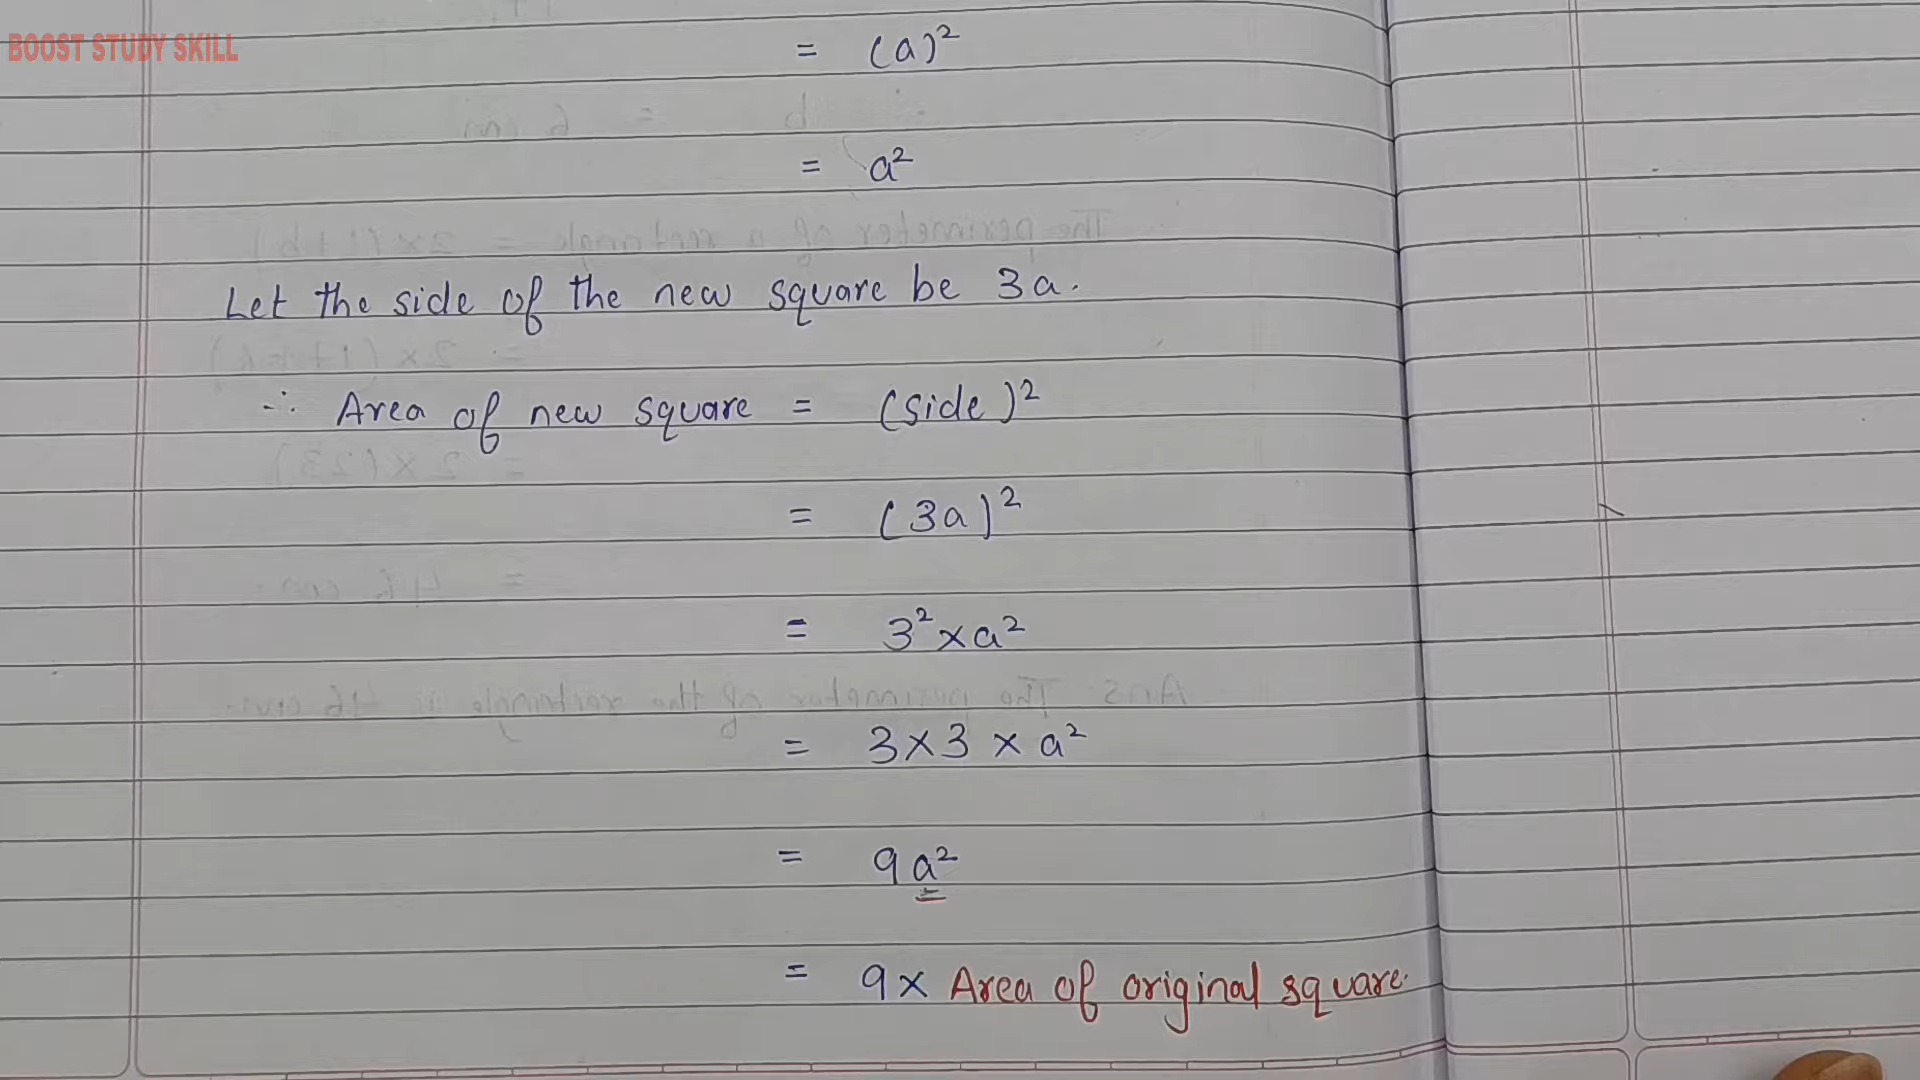 BOOST STUDY SKILL
= (a)²
= a²
Let the side of the new square be 3a.
∴ Area of new square = (side)²
= (3a)²
= 3² × a²
= 3 × 3 × a²
= 9a²
= 9 × Area of original square.